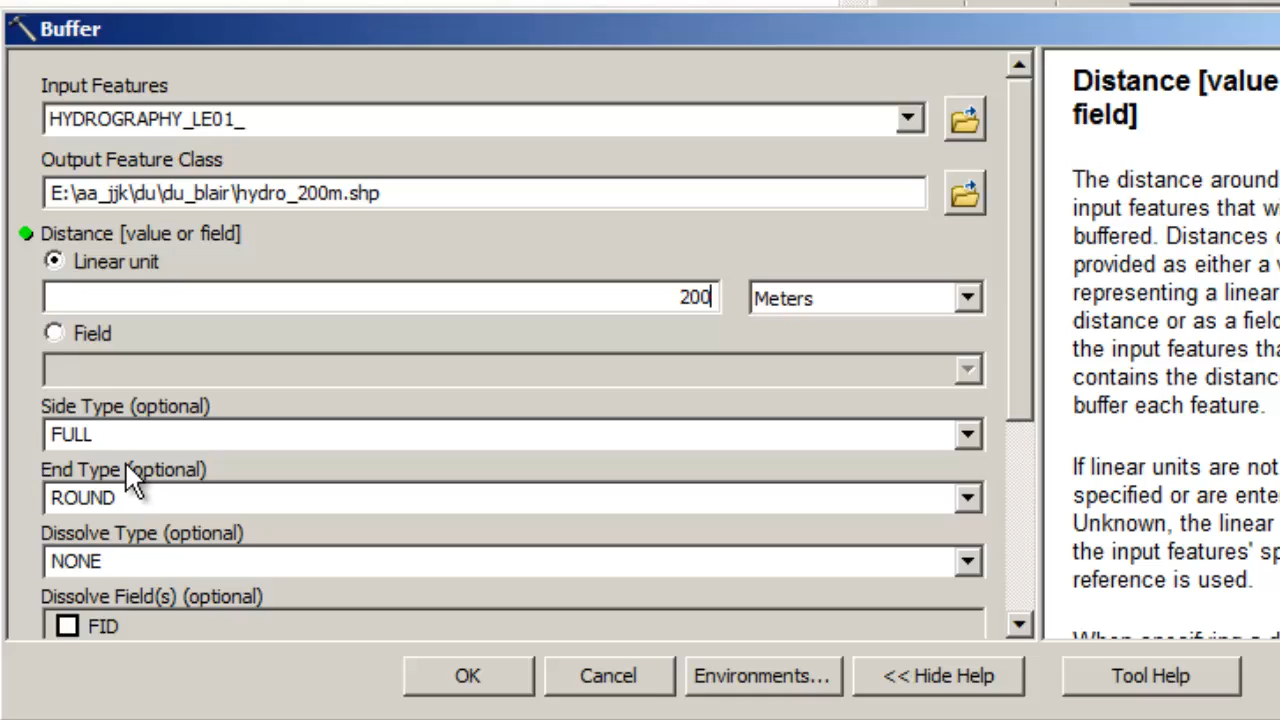 Buffer
Input Features
HYDROGRAPHY_LE01_
Output Feature Class
E:\aa_jjk\du\du_blair\hydro_200m.shp
Distance [value or field]
Linear unit
200
Meters
Field
Side Type (optional)
FULL
End Type (optional)
ROUND
Dissolve Type (optional)
NONE
Dissolve Field(s) (optional)
FID
OK
Cancel
Environments...
<< Hide Help
Tool Help
Distance [value
field]
The distance around
input features that
buffered. Distances
provided as either a
representing a linear
distance or as a field
the input features
contains the distance
buffer each feature.
If linear units are not
specified or are
Unknown, the linear
the input features'
reference is used.
When specifying a